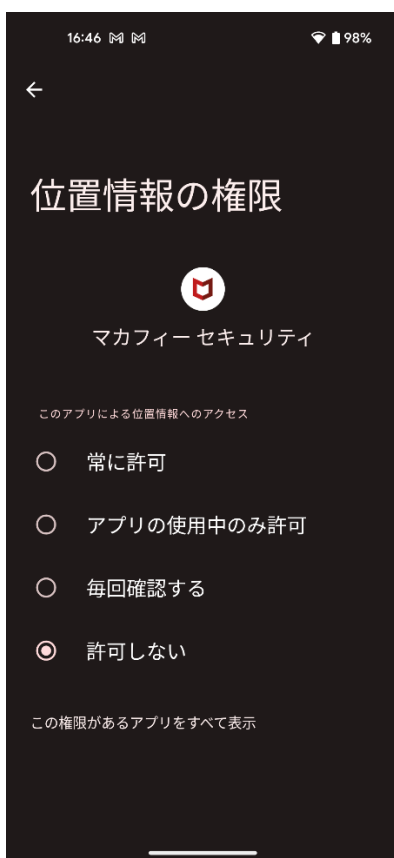 16:46 98%
位置情報の権限
マカフィー セキュリティ
このアプリによる位置情報へのアクセス
常に許可
アプリの使用中のみ許可
毎回確認する
許可しない
この権限があるアプリをすべて表示